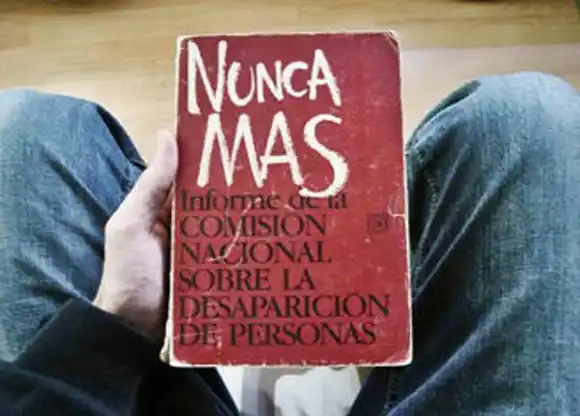 NUNCA
MAS
Informe de la
COMISION
NACIONAL
SOBRE LA
DESAPARICION
DE PERSONAS